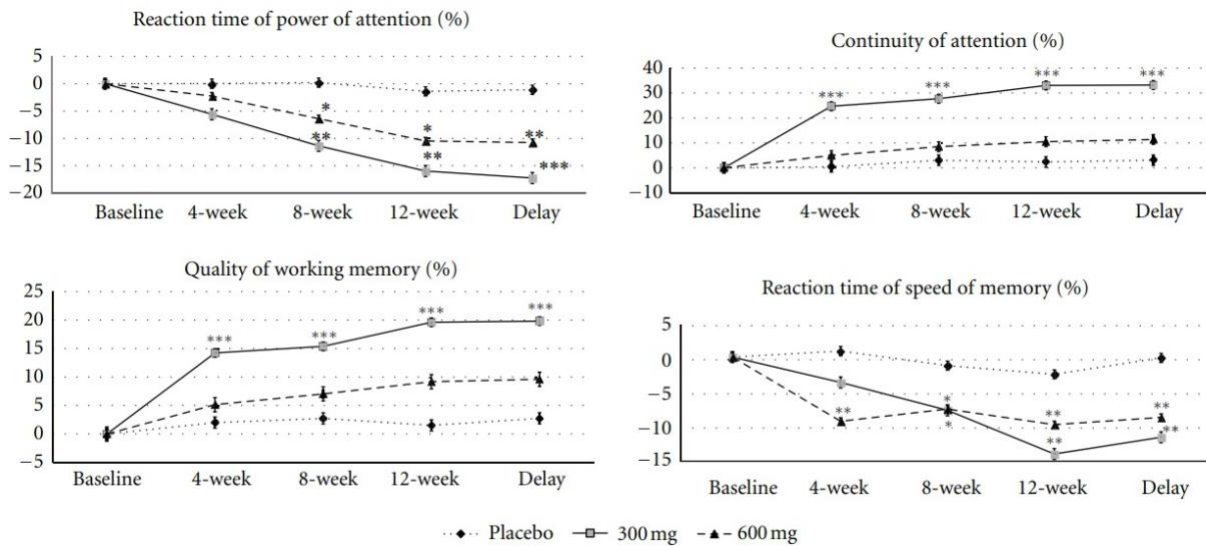 Reaction time of power of attention (%)
5
0
−5
−10
−15
−20
* * **
** ** ***
Baseline 4-week 8-week 12-week Delay
Continuity of attention (%)
40
30
20
10
0
−10
*** *** *** ***
Baseline 4-week 8-week 12-week Delay
Quality of working memory (%)
25
20
15
10
5
0
−5
*** *** *** ***
Baseline 4-week 8-week 12-week Delay
Reaction time of speed of memory (%)
5
0
−5
−10
−15
** * ** **
* ** **
Baseline 4-week 8-week 12-week Delay
Placebo 300 mg 600 mg